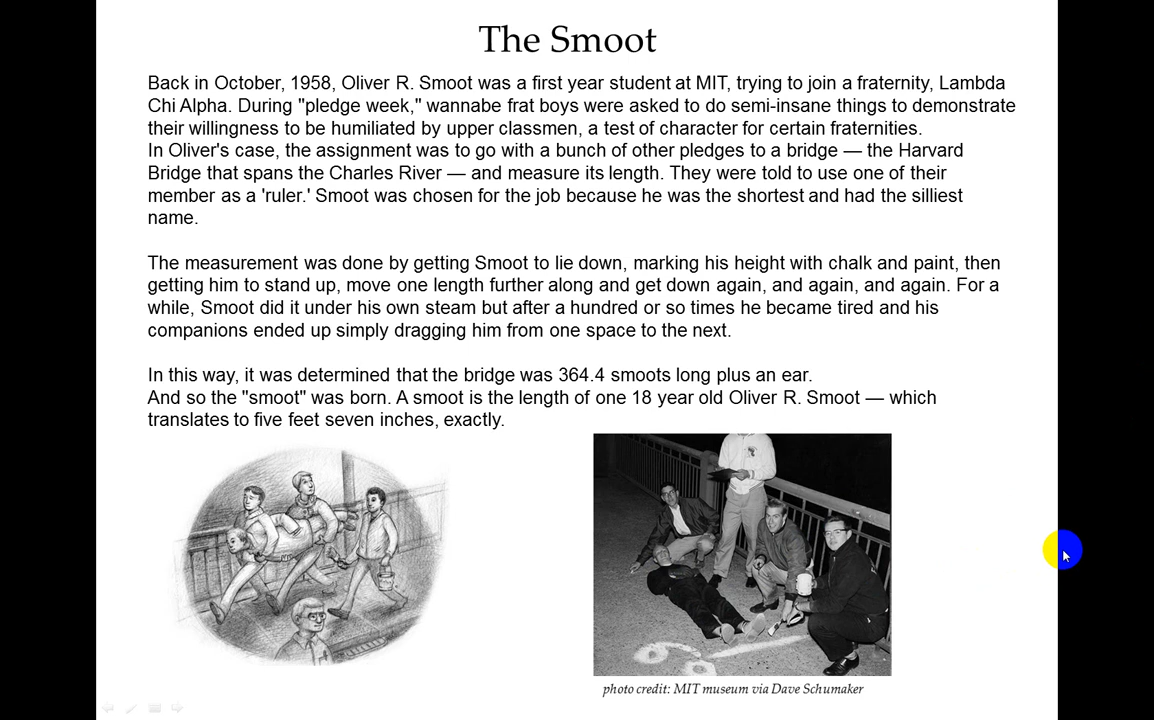 The Smoot
Back in October, 1958, Oliver R. Smoot was a first year student at MIT, trying to join a fraternity, Lambda
Chi Alpha. During "pledge week," wannabe frat boys were asked to do semi-insane things to demonstrate
their willingness to be humiliated by upper classmen, a test of character for certain fraternities.
In Oliver's case, the assignment was to go with a bunch of other pledges to a bridge — the Harvard
Bridge that spans the Charles River — and measure its length. They were told to use one of their
member as a 'ruler.' Smoot was chosen for the job because he was the shortest and had the silliest
name.
The measurement was done by getting Smoot to lie down, marking his height with chalk and paint, then
getting him to stand up, move one length further along and get down again, and again, and again. For a
while, Smoot did it under his own steam but after a hundred or so times he became tired and his
companions ended up simply dragging him from one space to the next.
In this way, it was determined that the bridge was 364.4 smoots long plus an ear.
And so the "smoot" was born. A smoot is the length of one 18 year old Oliver R. Smoot — which
translates to five feet seven inches, exactly.
photo credit: MIT museum via Dave Schumaker